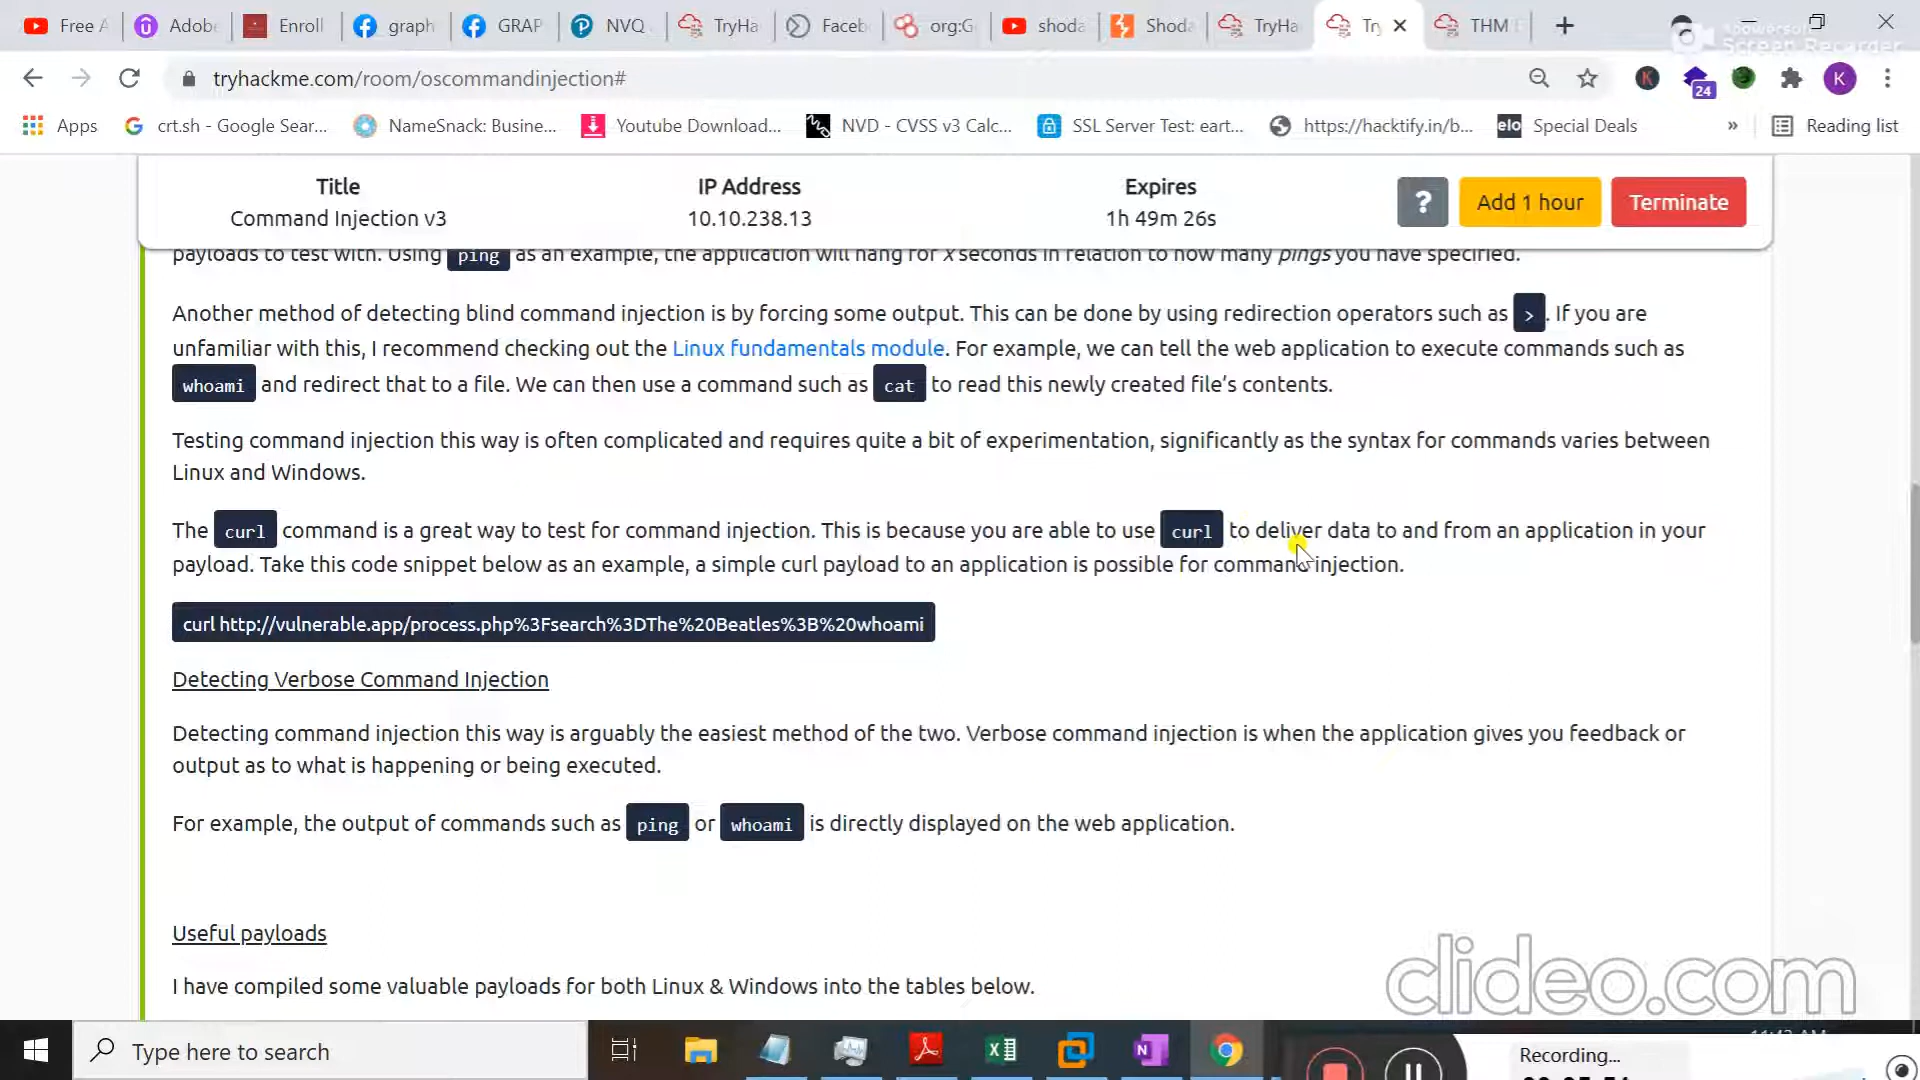 Free A
Adobe
Enroll
graph
GRAP
NVQ
TryHa
Faceb
org:G
shoda
Shoda
TryHa
Try
THM
Apowersoft
Screen Recorder
tryhackme.com/room/oscommandinjection#
K
24
K
Apps
crt.sh - Google Sear...
NameSnack: Busine...
Youtube Download...
NVD - CVSS v3 Calc...
SSL Server Test: eart...
https://hacktify.in/b...
elo
Special Deals
»
Reading list
Title
IP Address
Expires
?
Add 1 hour
Terminate
Command Injection v3
10.10.238.13
1h 49m 26s
payloads to test with. Using ping as an example, the application will hang for x seconds in relation to how many pings you have specified.
Another method of detecting blind command injection is by forcing some output. This can be done by using redirection operators such as > . If you are
unfamiliar with this, I recommend checking out the Linux fundamentals module. For example, we can tell the web application to execute commands such as
whoami and redirect that to a file. We can then use a command such as cat to read this newly created file's contents.
Testing command injection this way is often complicated and requires quite a bit of experimentation, significantly as the syntax for commands varies between
Linux and Windows.
The curl command is a great way to test for command injection. This is because you are able to use curl to deliver data to and from an application in your
payload. Take this code snippet below as an example, a simple curl payload to an application is possible for command injection.
curl http://vulnerable.app/process.php%3Fsearch%3DThe%20Beatles%3B%20whoami
Detecting Verbose Command Injection
Detecting command injection this way is arguably the easiest method of the two. Verbose command injection is when the application gives you feedback or
output as to what is happening or being executed.
For example, the output of commands such as ping or whoami is directly displayed on the web application.
Useful payloads
I have compiled some valuable payloads for both Linux & Windows into the tables below.
clideo.com
Type here to search
Recording...